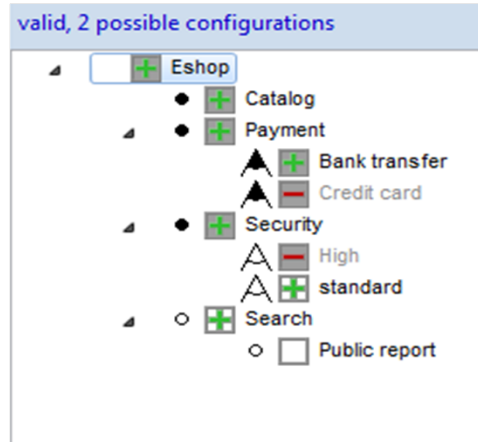 valid, 2 possible configurations
Eshop
Catalog
Payment
Bank transfer
Credit card
Security
High
standard
Search
Public report